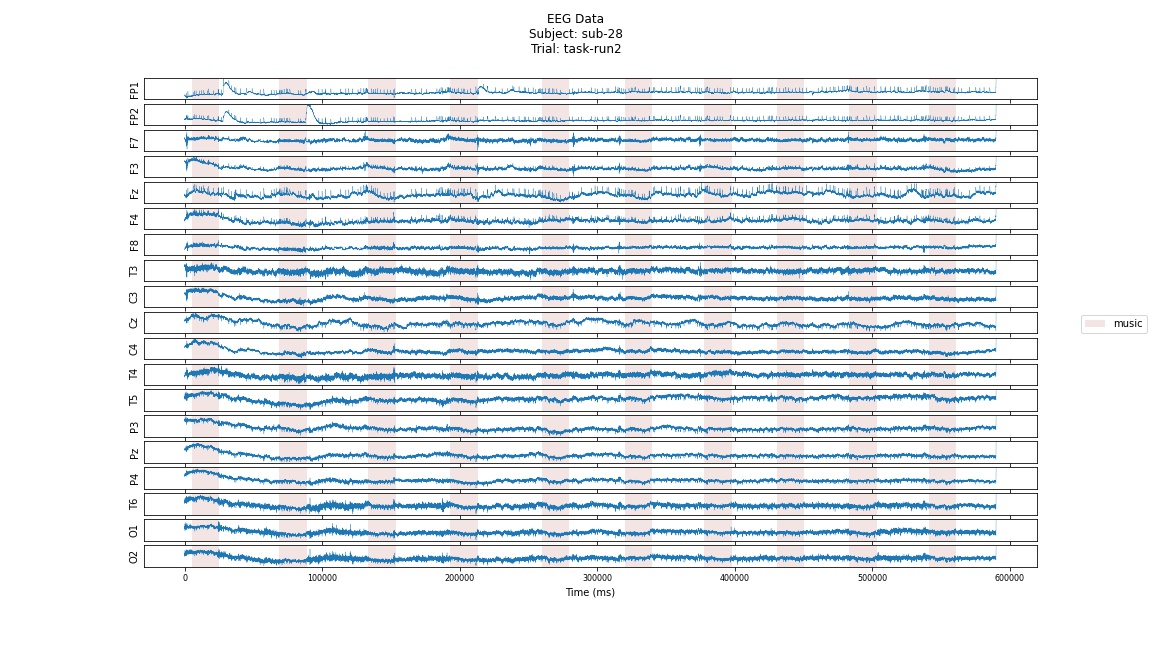 EEG Data
Subject: sub-28
Trial: task-run2
FP1
FP2
F7
F3
Fz
F4
F8
T3
C3
Cz
C4
T4
T5
P3
Pz
P4
T6
O1
O2
music
0 100000 200000 300000 400000 500000 600000
Time (ms)